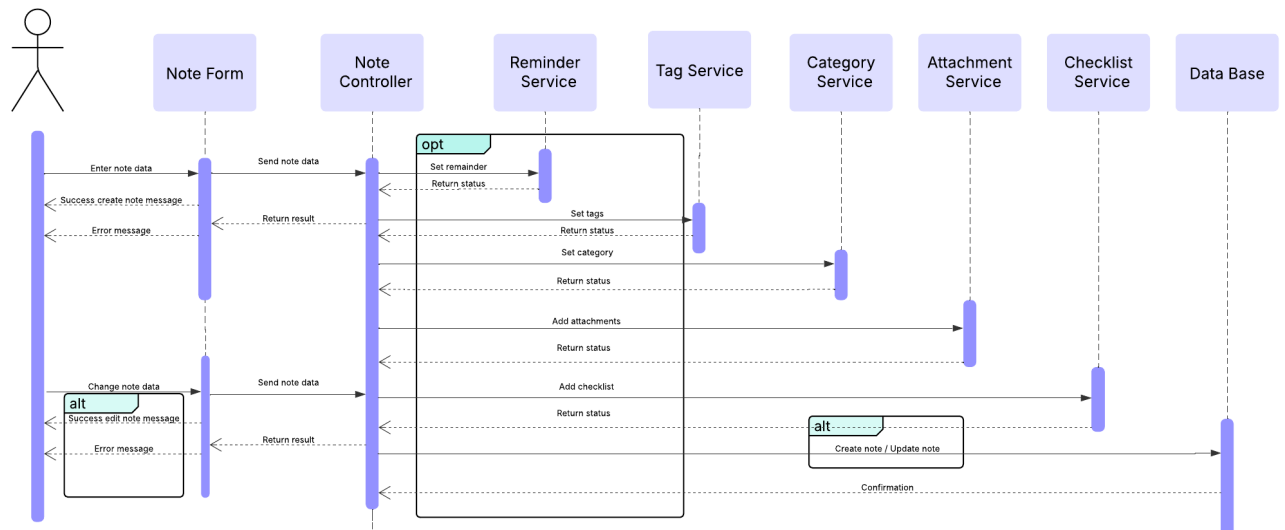 Note Form
Note
Controller
Reminder
Service
Tag Service
Category
Service
Attachment
Service
Checklist
Service
Data Base
opt
Enter note data
Send note data
Set remainder
Return status
Success create note message
Return result
Set tags
Error message
Return status
Set category
Return status
Add attachments
Return status
Change note data
Send note data
Add checklist
alt
Success edit note message
Return status
alt
Return result
Error message
Create note / Update note
Confirmation